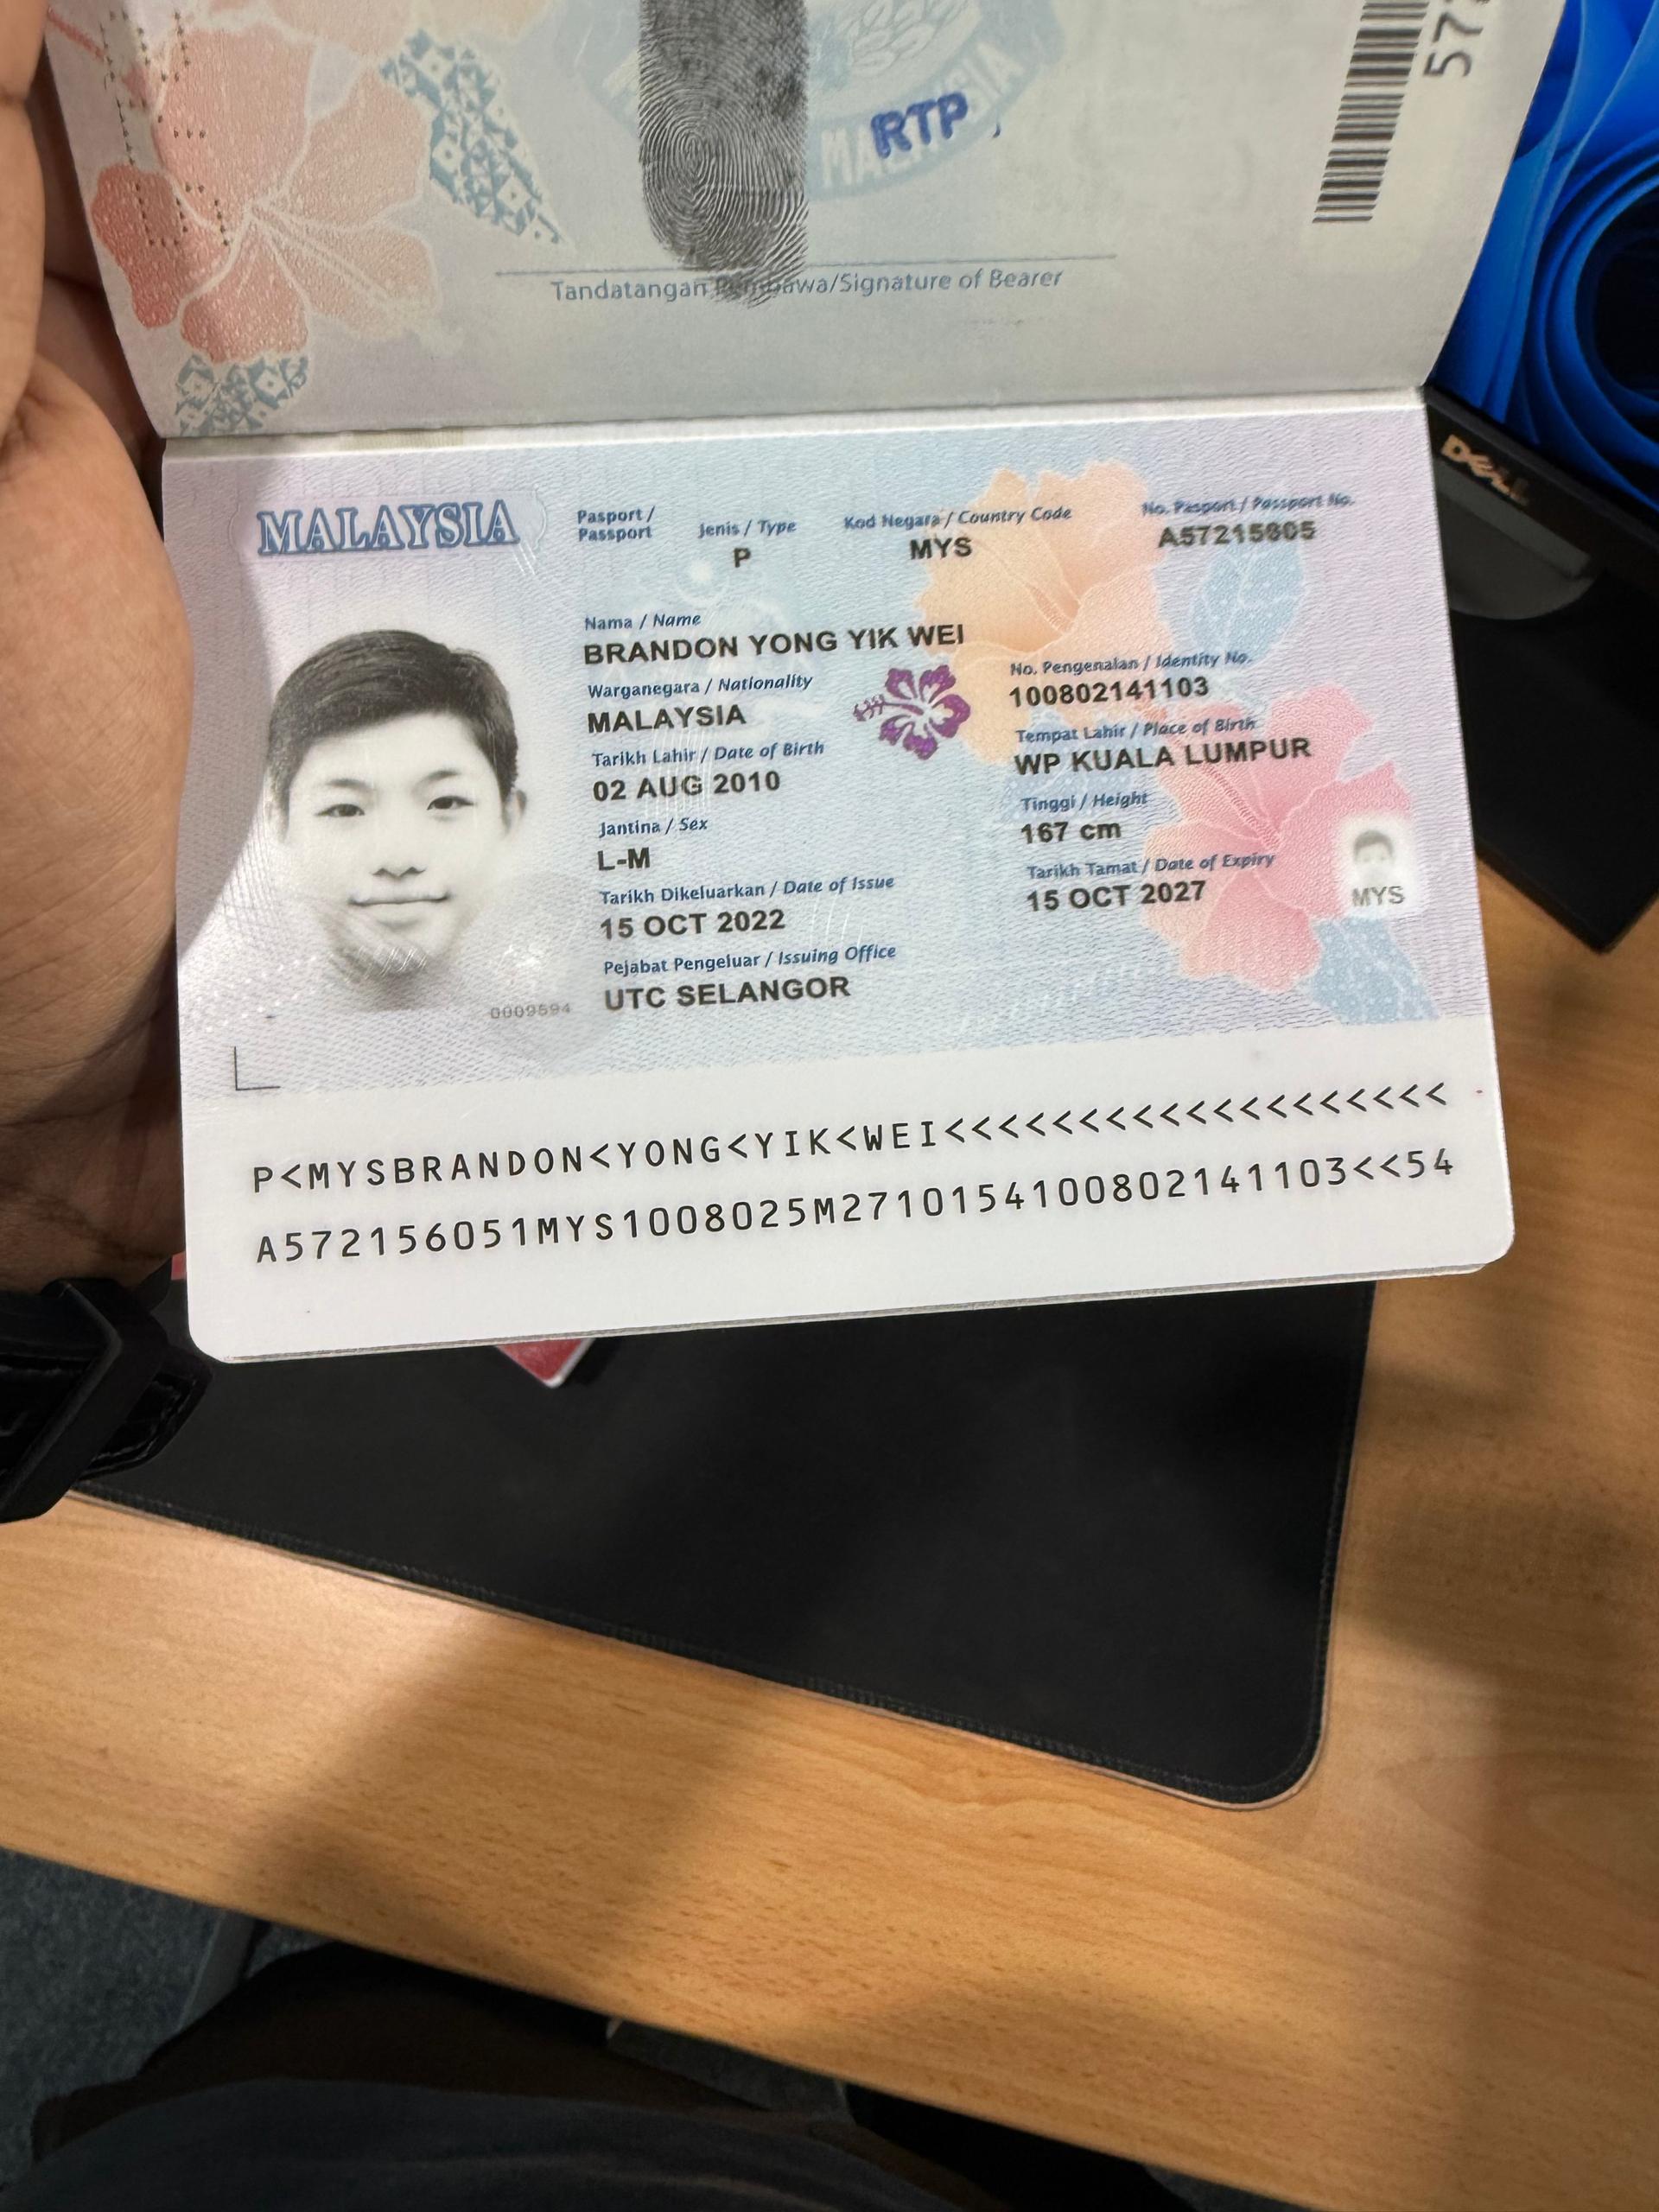 57
RTP
MALAYSIA
Tandatangan Pembawa/Signature of Bearer
DELL
MALAYSIA
Pasport / Passport
Jenis / Type
P
Kod Negara / Country Code
MYS
No. Pasport / Passport No.
A57215605
Nama / Name
BRANDON YONG YIK WEI
Warganegara / Nationality
MALAYSIA
Tarikh Lahir / Date of Birth
02 AUG 2010
Jantina / Sex
L-M
Tarikh Dikeluarkan / Date of Issue
15 OCT 2022
Pejabat Pengeluar / Issuing Office
UTC SELANGOR
No. Pengenalan / Identity No.
100802141103
Tempat Lahir / Place of Birth
WP KUALA LUMPUR
Tinggi / Height
167 cm
Tarikh Tamat / Date of Expiry
15 OCT 2027
MYS
0009594
P<MYSBRANDON<YONG<YIK<WEI<<<<<<<<<<<<<<<<<<<
A572156051MYS1008025M2710154100802141103<<54